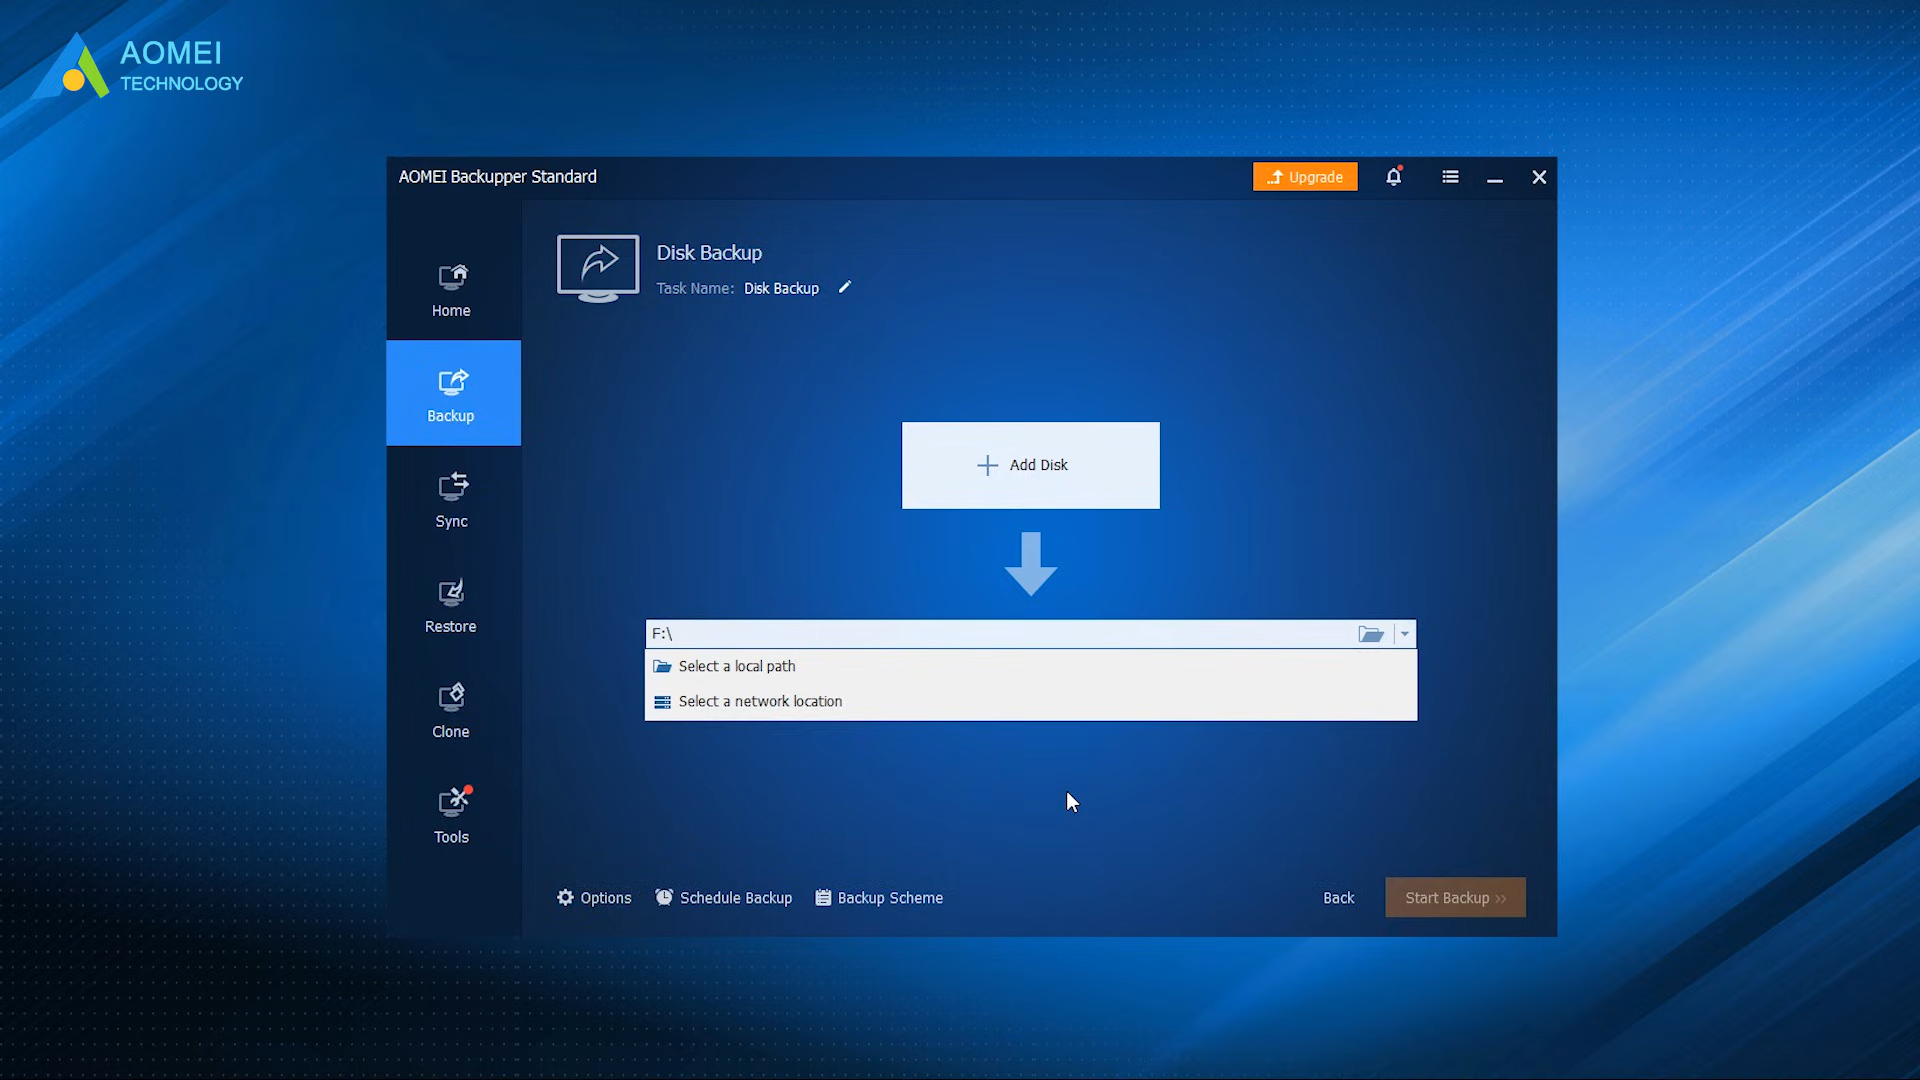 AOMEI
TECHNOLOGY
AOMEI Backupper Standard
Upgrade
Disk Backup
Task Name: Disk Backup
Home
Backup
Sync
Restore
Clone
Tools
Add Disk
F:\
Select a local path
Select a network location
Options
Schedule Backup
Backup Scheme
Back
Start Backup >>